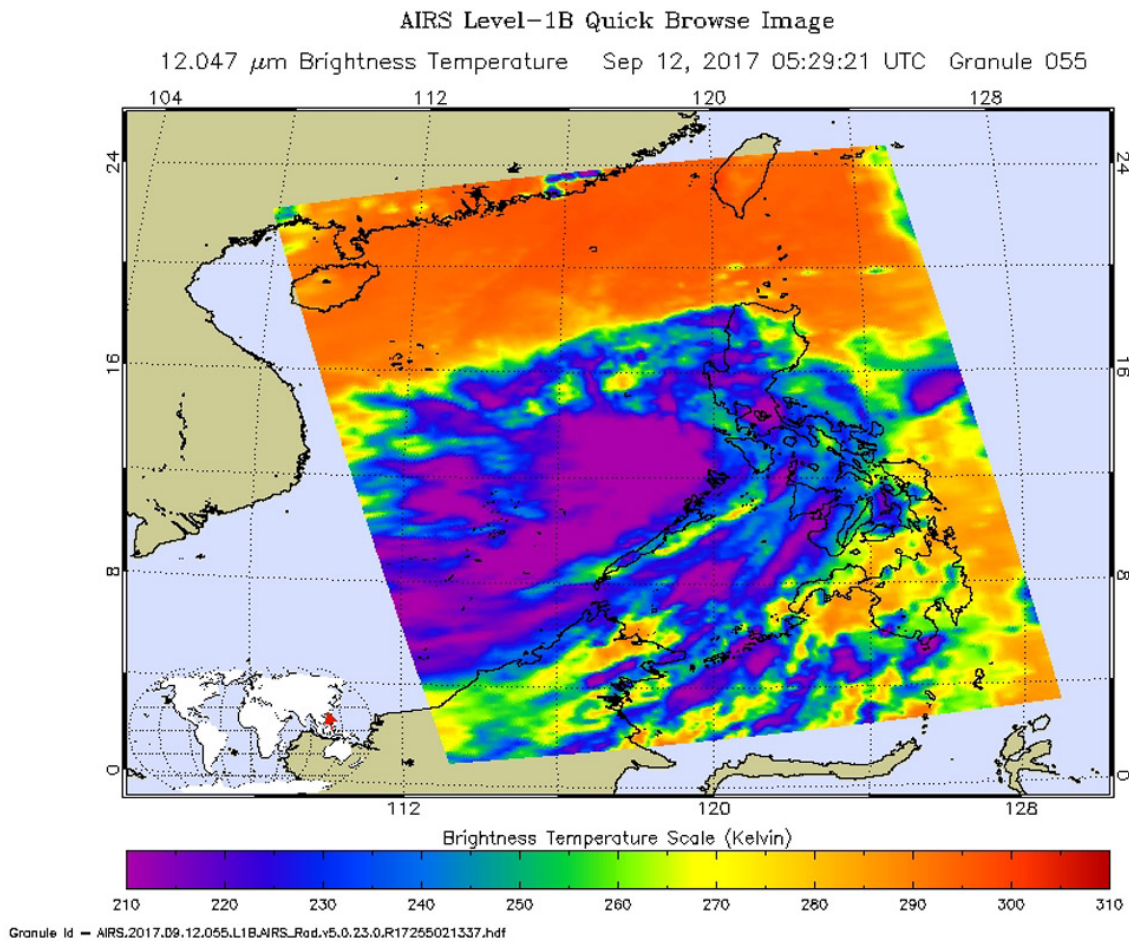 AIRS Level-1B Quick Browse Image
12.047 μm Brightness Temperature Sep 12, 2017 05:29:21 UTC Granule 055
104 112 120 128
24 24
16 16
8 8
0 0
112 120 128
Brightness Temperature Scale (Kelvin)
210 220 230 240 250 260 270 280 290 300 310
Granule Id — AIRS.2017.09.12.055.L1B.AIRS_Rad.v5.0.23.0.R17255021337.hdf